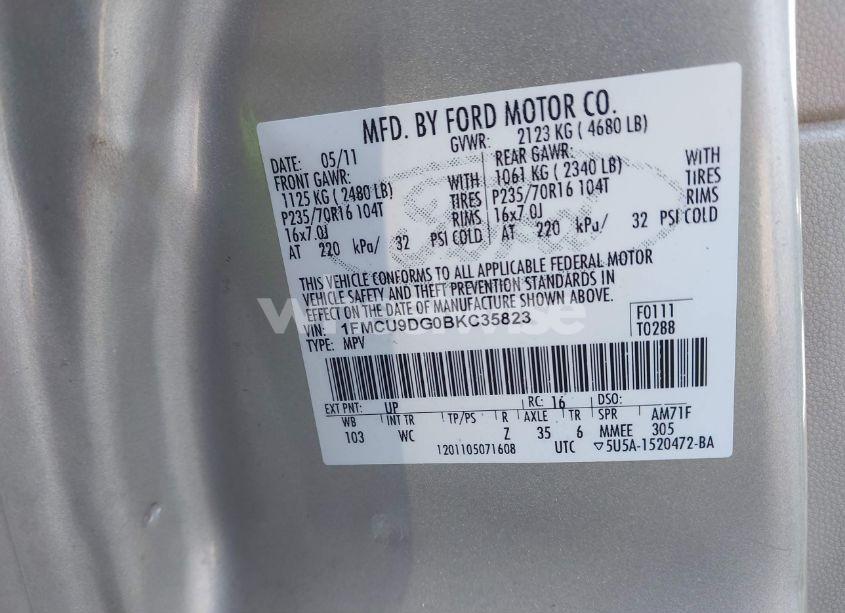 MFD. BY FORD MOTOR CO.
DATE: 05/11 GVWR: 2123 KG ( 4680 LB)
FRONT GAWR: REAR GAWR:
1125 KG ( 2480 LB) WITH 1061 KG ( 2340 LB) WITH
P235/70R16 104T TIRES P235/70R16 104T TIRES
16x7.0J RIMS 16x7.0J RIMS
AT 220 kPa/ 32 PSI COLD AT 220 kPa/ 32 PSI COLD
THIS VEHICLE CONFORMS TO ALL APPLICABLE FEDERAL MOTOR
VEHICLE SAFETY AND THEFT PREVENTION STANDARDS IN
EFFECT ON THE DATE OF MANUFACTURE SHOWN ABOVE.
VIN: 1FMCU9DG0BKC35823 F0111
TYPE: MPV T0288
EXT PNT: UP RC: 16 DSO:
WB INT TR TP/PS R AXLE TR SPR AM71F
103 WC Z 35 6 MMEE 305
1201105071608 UTC ▽5U5A-1520472-BA